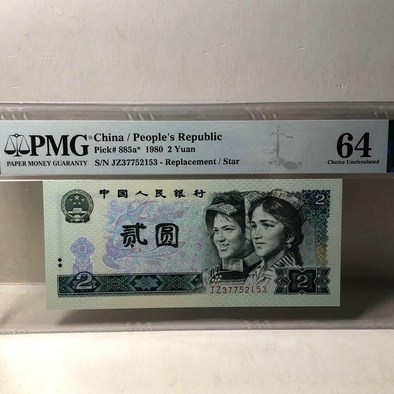 PMG
PAPER MONEY GUARANTY
China / People's Republic
Pick# 885a* 1980 2 Yuan
S/N JZ37752153 - Replacement / Star
64
Choice Uncirculated
中国人民银行
2
贰圆
2
JZ37752153
2